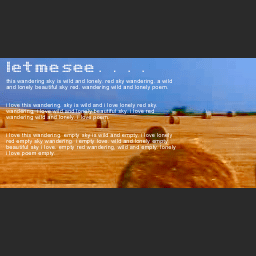 let me see. . . .
this wandering sky is wild and lonely. red sky wandering. a wild
and lonely beautiful sky red. wandering wild and lonely poem.
i love this wandering. sky is wild and i love lonely red sky.
wandering. i love wild and lonely beautiful sky. i love red.
wandering wild and lonely. i love poem.
i love this wandering. empty sky is wild and empty. i love lonely
red empty sky wandering. i empty love. wild and lonely empty.
beautiful sky i love. empty red wandering, wild and empty. lonely
i love poem empty.